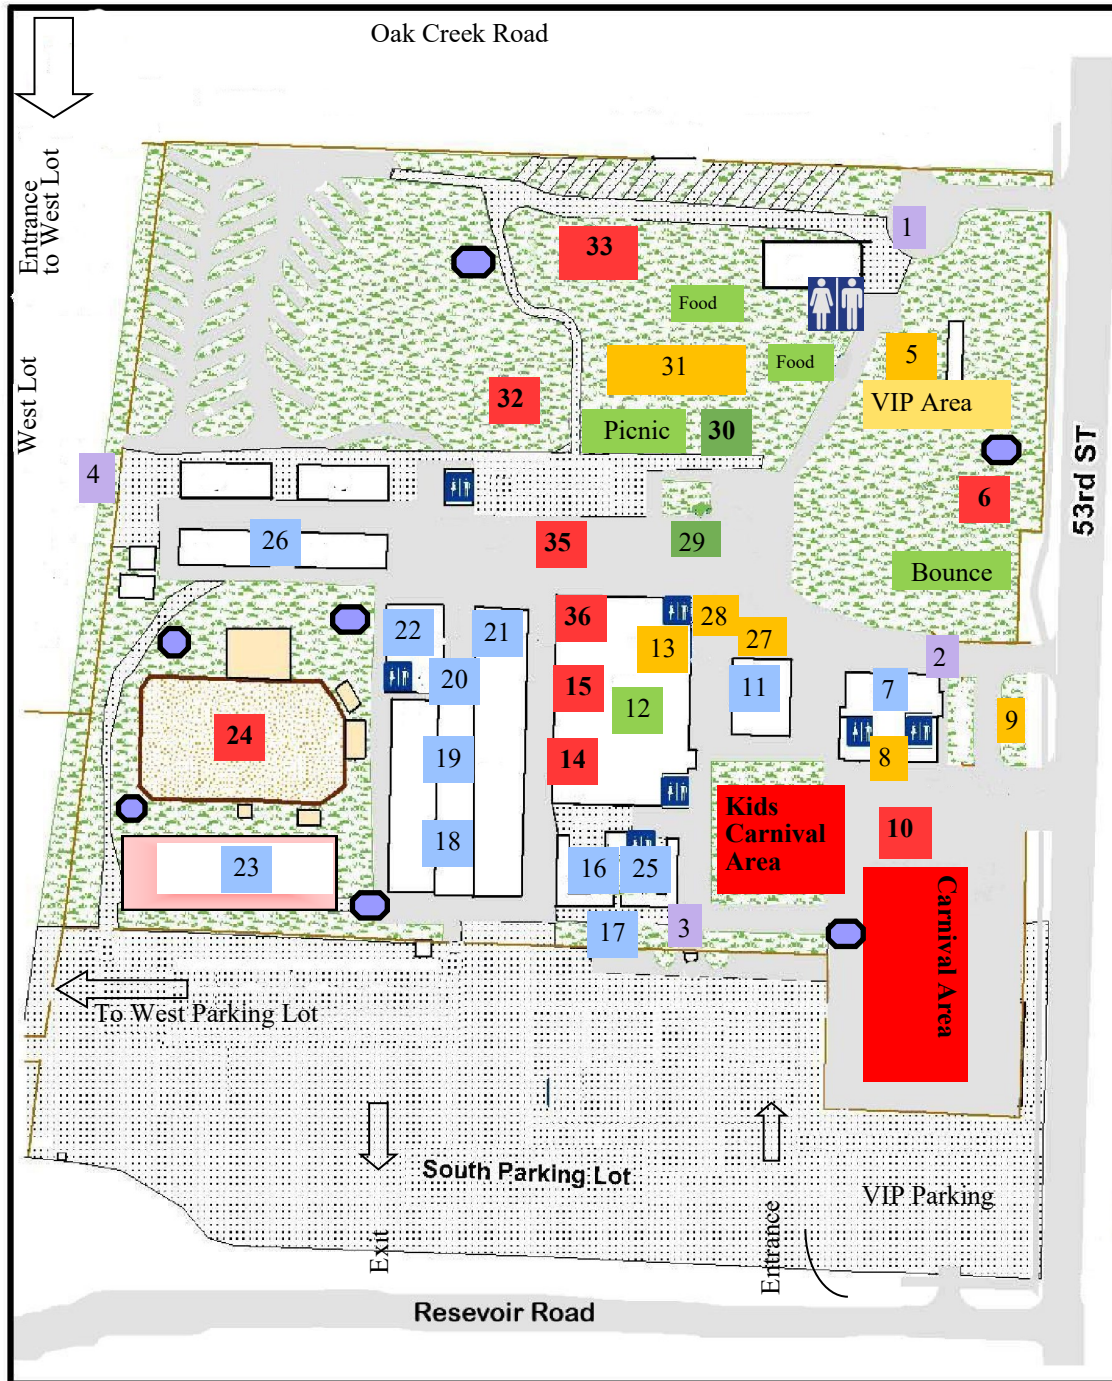 Oak Creek Road
Entrance
to West Lot
1
33
Food
31
Food
5
VIP Area
West Lot
32
Picnic
30
53rd ST
4
6
26
35
29
Bounce
22
21
36
28
27
13
2
20
15
11
7
12
9
24
19
14
8
Kids
Carnival
Area
10
18
23
16
25
Carnival Area
17
3
To West Parking Lot
South Parking Lot
VIP Parking
Exit
Entrance
Resevoir Road